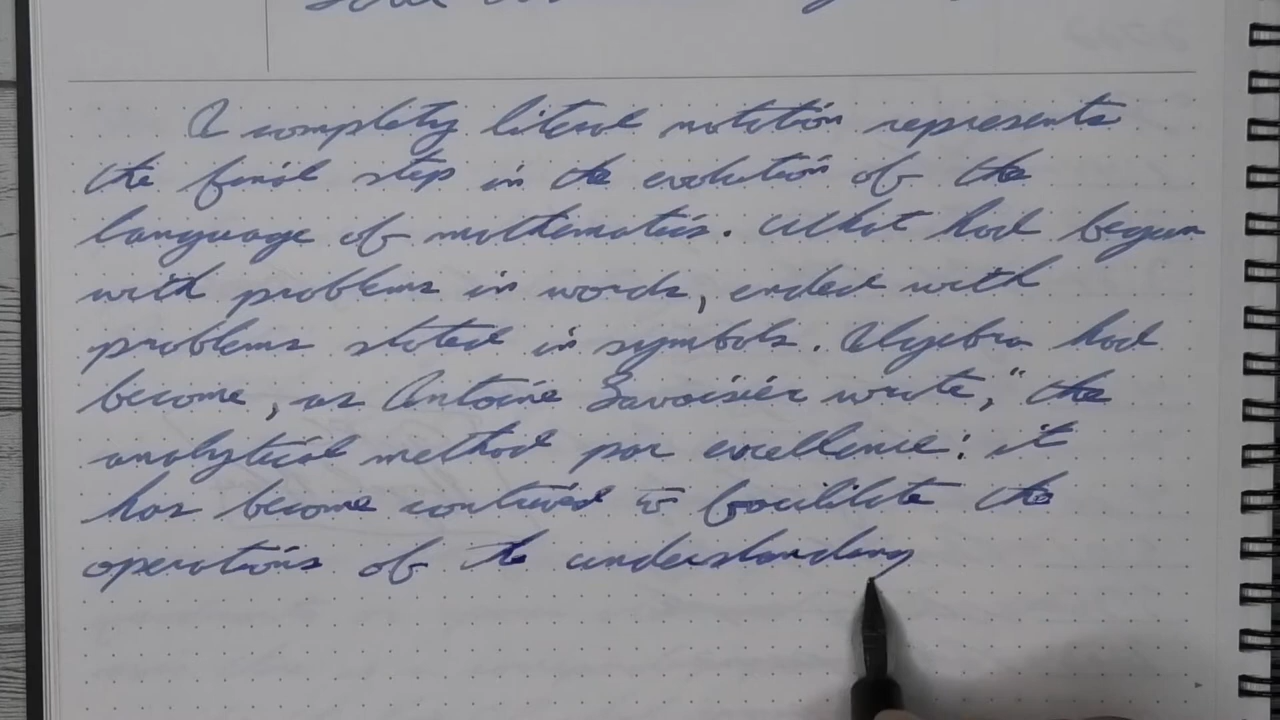 A complety literal notation represents
the final step in the evolution of the
language of mathematics. What had begun
with problems in words, ended with
problems stated in symbols. Algebra had
become, as Antoine Lavoisier wrote, "the
analytical method par excellence: it
has become contrived to facilitate the
operations of the understanding